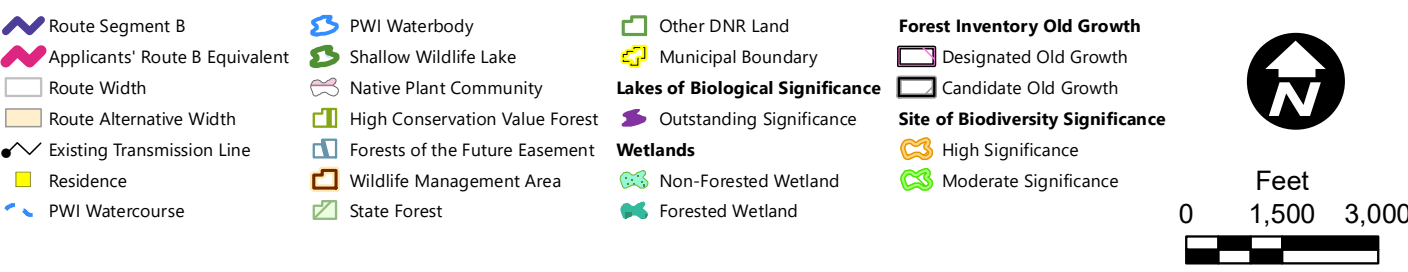 Route Segment B
Applicants' Route B Equivalent
Route Width
Route Alternative Width
Existing Transmission Line
Residence
PWI Watercourse
PWI Waterbody
Shallow Wildlife Lake
Native Plant Community
High Conservation Value Forest
Forests of the Future Easement
Wildlife Management Area
State Forest
Other DNR Land
Municipal Boundary
Lakes of Biological Significance
Outstanding Significance
Wetlands
Non-Forested Wetland
Forested Wetland
Forest Inventory Old Growth
Designated Old Growth
Candidate Old Growth
Site of Biodiversity Significance
High Significance
Moderate Significance
N
Feet
0 1,500 3,000